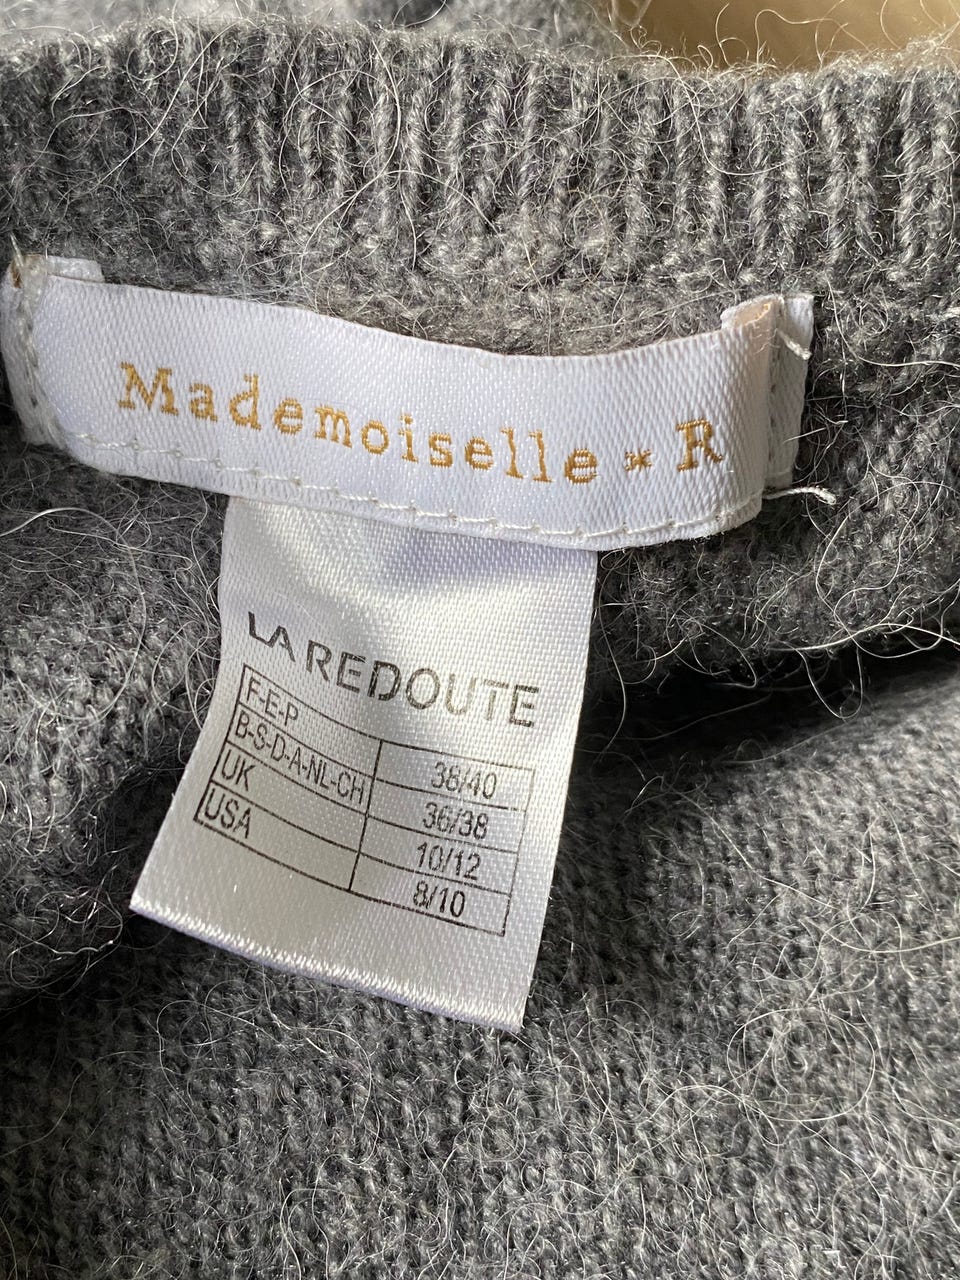 Mademoiselle * R
LA REDOUTE
F-E-P 38/40
B-S-D-A-NL-CH 36/38
UK 10/12
USA 8/10